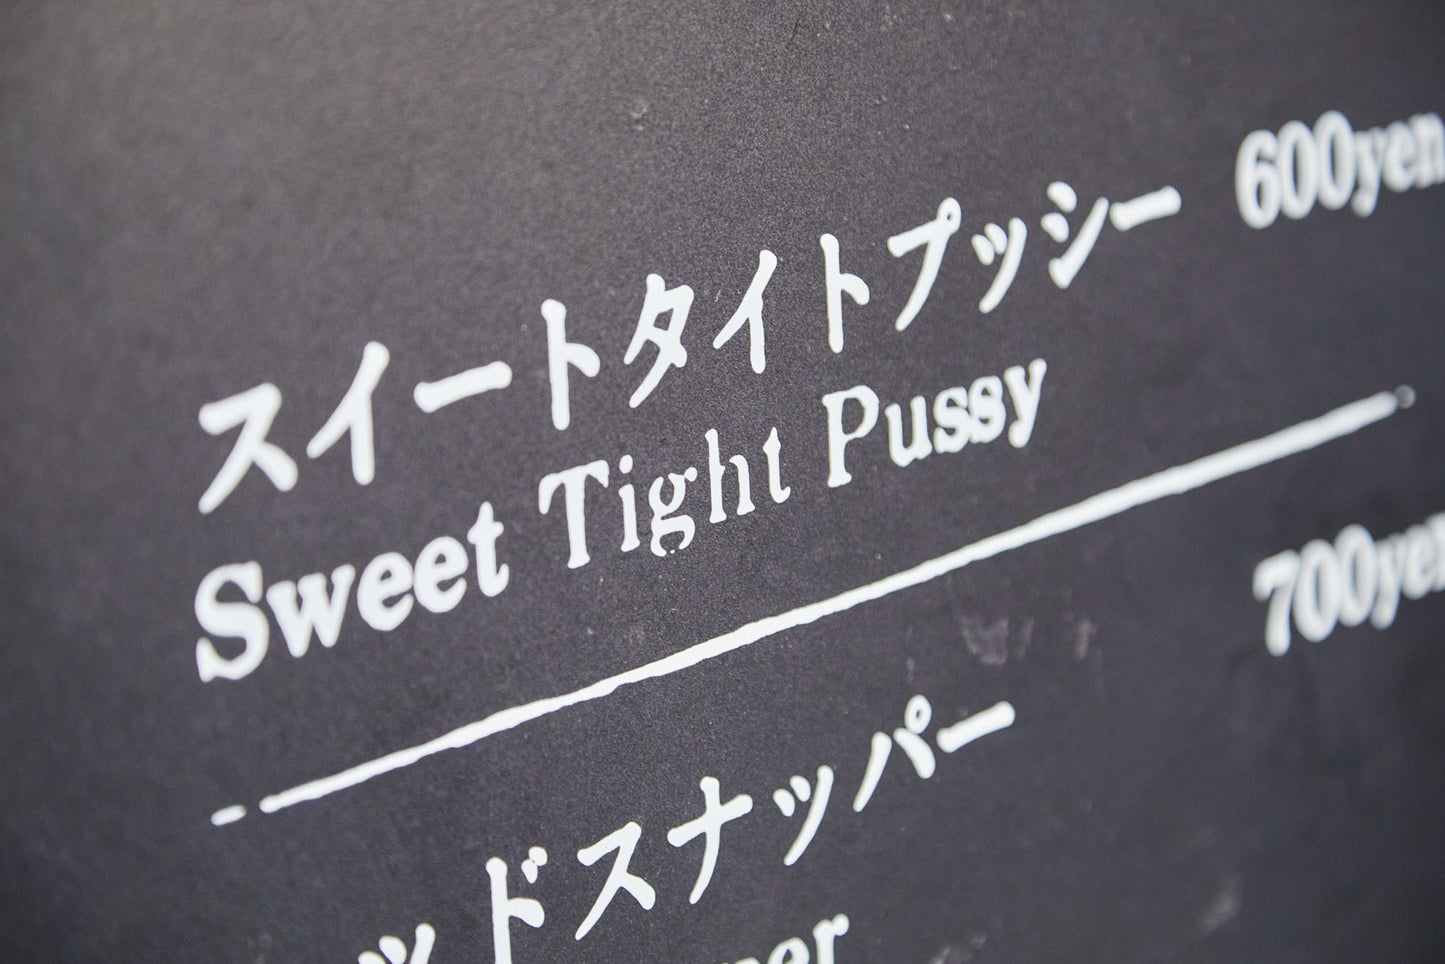 スイートタイトプッシー 600yen
Sweet Tight Pussy
700yen
ッドスナッパー